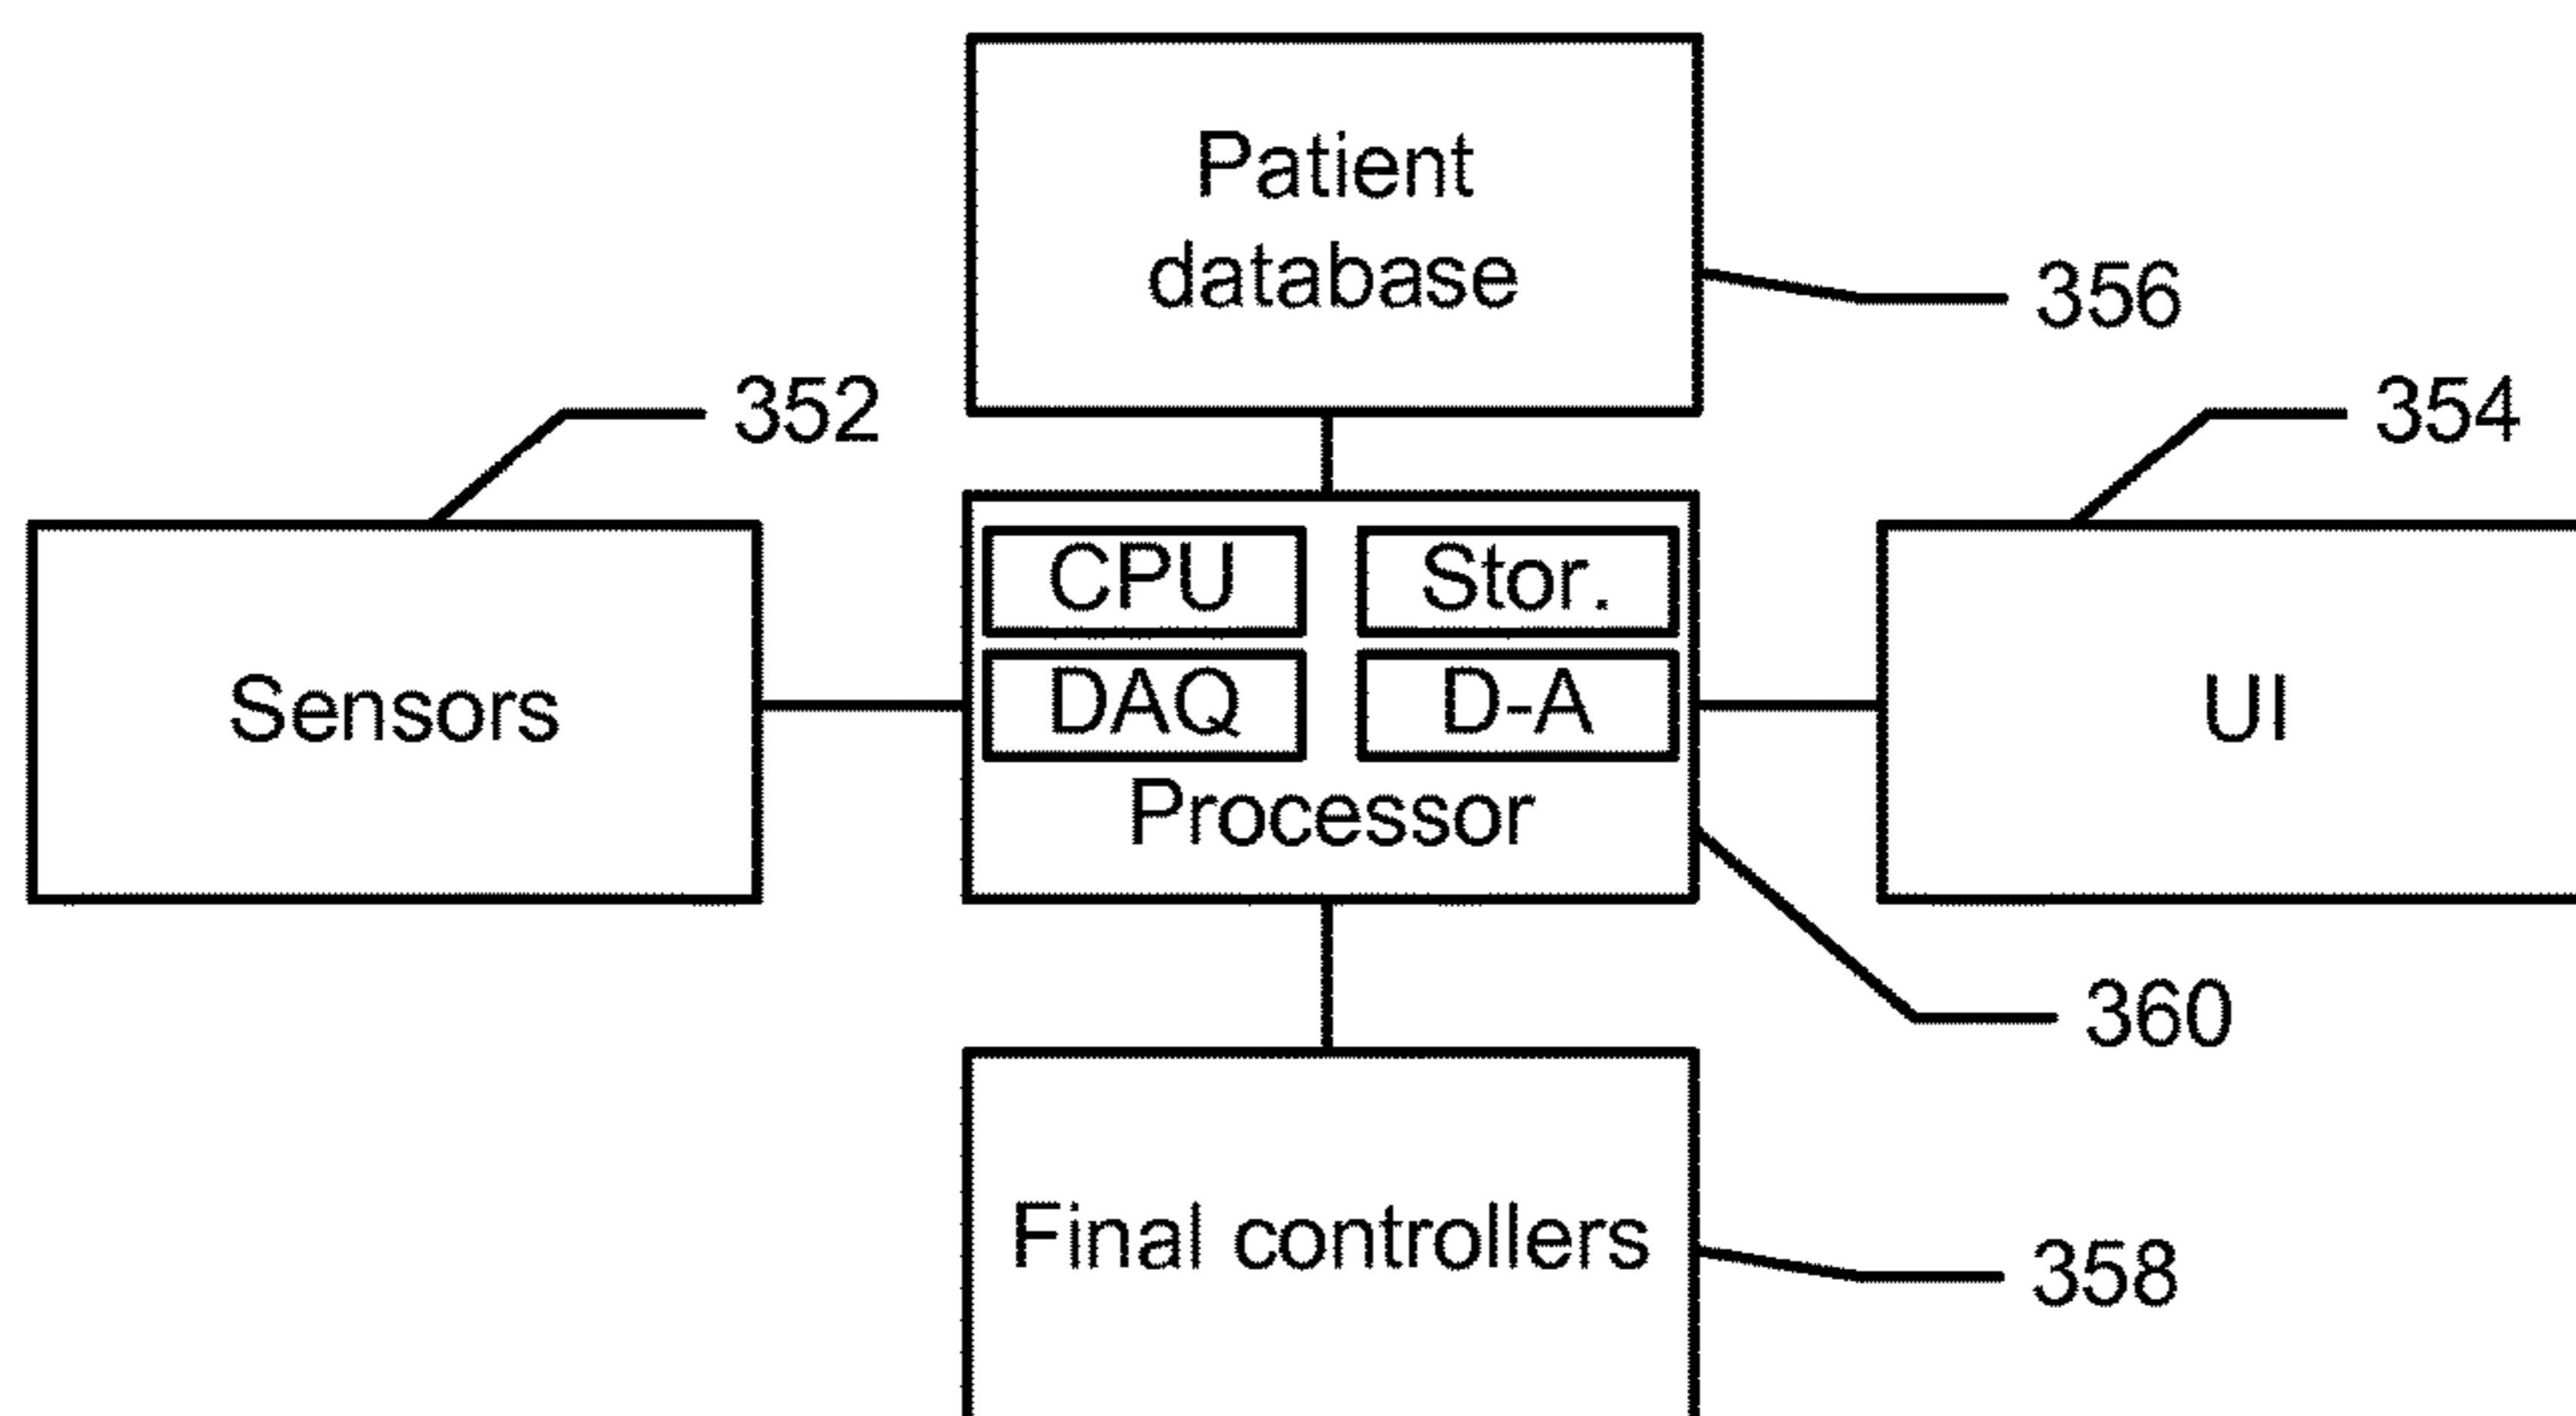 Patient
database
356
352
354
CPU
Stor.
Sensors
DAQ
D-A
UI
Processor
360
Final controllers
358